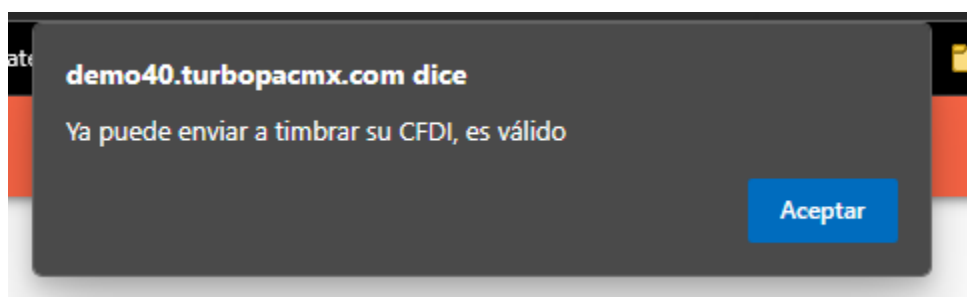 demo40.turbopacmx.com dice
Ya puede enviar a timbrar su CFDI, es válido
Aceptar